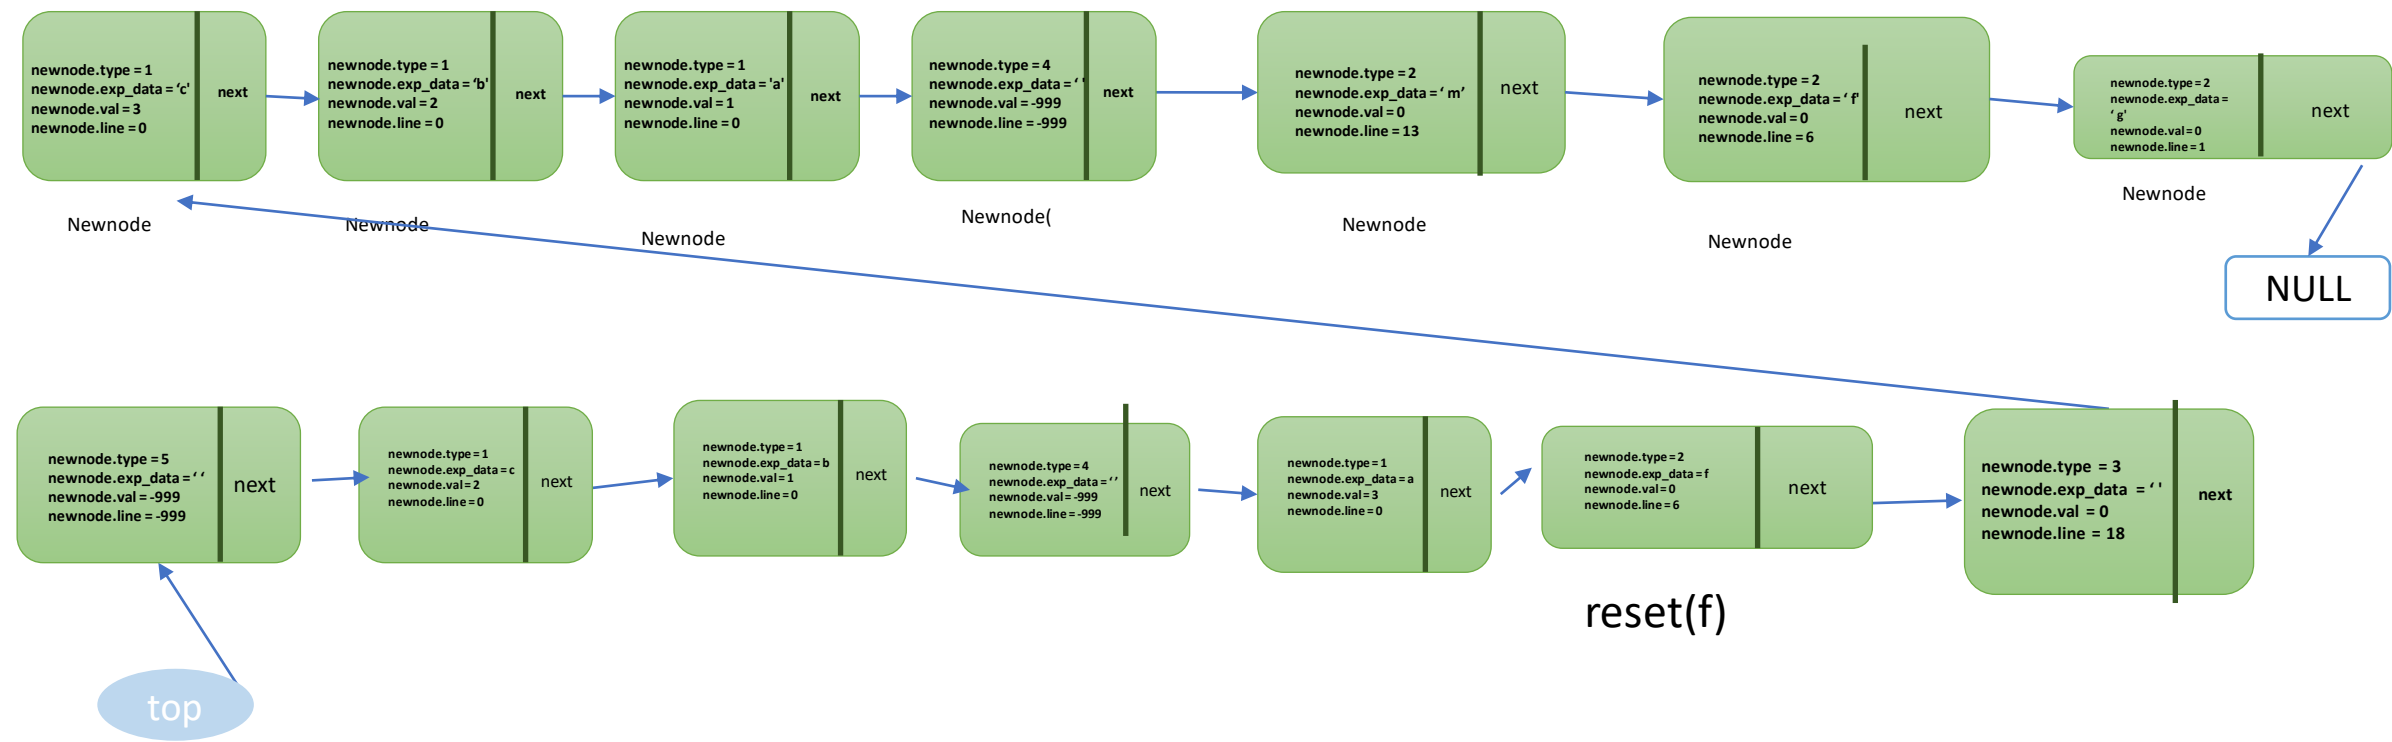 newnode.type = 1
newnode.exp_data = ‘c'
newnode.val = 3
newnode.line = 0
next
newnode.type = 1
newnode.exp_data = ‘b'
newnode.val = 2
newnode.line = 0
next
newnode.type = 1
newnode.exp_data = 'a'
newnode.val = 1
newnode.line = 0
next
newnode.type = 4
newnode.exp_data = ‘ '
newnode.val = -999
newnode.line = -999
next
newnode.type = 2
newnode.exp_data = ‘ m’
newnode.val = 0
newnode.line = 13
next
newnode.type = 2
newnode.exp_data = ‘ f'
newnode.val = 0
newnode.line = 6
next
newnode.type = 2
newnode.exp_data =
‘ g'
newnode.val = 0
newnode.line = 1
next
Newnode
Newnode
Newnode
Newnode(
Newnode
Newnode
Newnode
NULL
newnode.type = 5
newnode.exp_data = ‘ ‘
newnode.val = -999
newnode.line = -999
next
newnode.type = 1
newnode.exp_data = c
newnode.val = 2
newnode.line = 0
next
newnode.type = 1
newnode.exp_data = b
newnode.val = 1
newnode.line = 0
next
newnode.type = 4
newnode.exp_data = ‘ ’
newnode.val = -999
newnode.line = -999
next
newnode.type = 1
newnode.exp_data = a
newnode.val = 3
newnode.line = 0
next
newnode.type = 2
newnode.exp_data = f
newnode.val = 0
newnode.line = 6
next
newnode.type = 3
newnode.exp_data = ‘ '
newnode.val = 0
newnode.line = 18
next
reset(f)
top